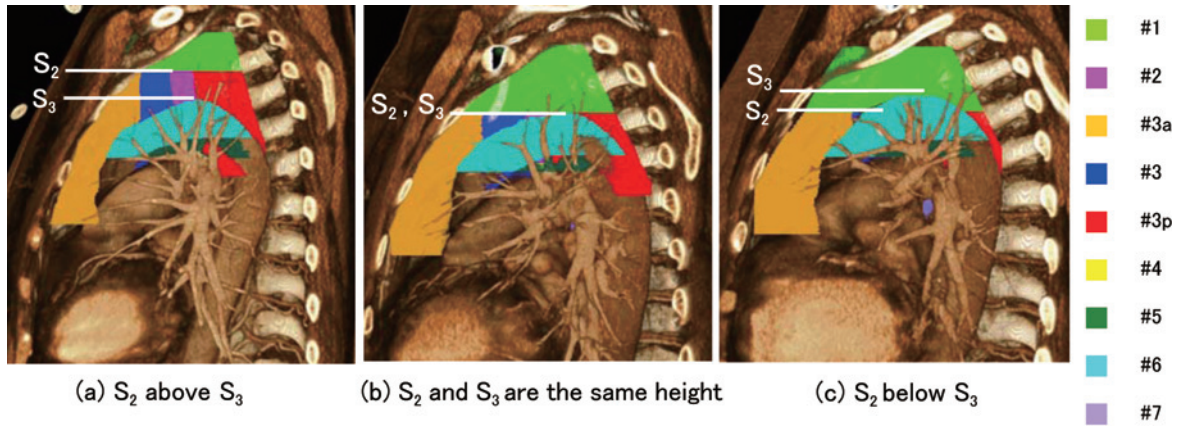 S₂
S₃
S₂ , S₃
S₃
S₂
(a) S₂ above S₃
(b) S₂ and S₃ are the same height
(c) S₂ below S₃
#1
#2
#3a
#3
#3p
#4
#5
#6
#7